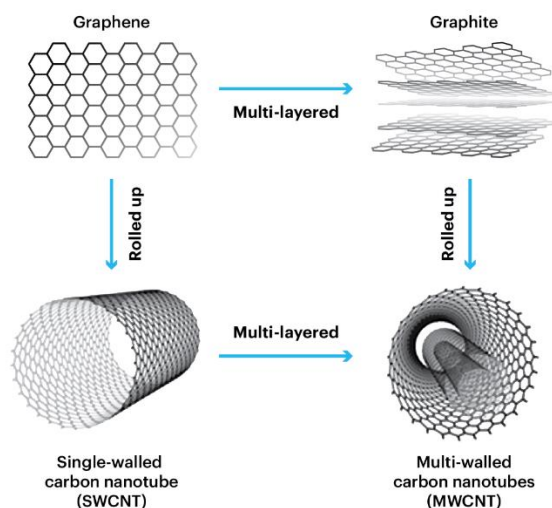 Graphene
Graphite
Multi-layered
Rolled up
Rolled up
Multi-layered
Single-walled
carbon nanotube
(SWCNT)
Multi-walled
carbon nanotubes
(MWCNT)